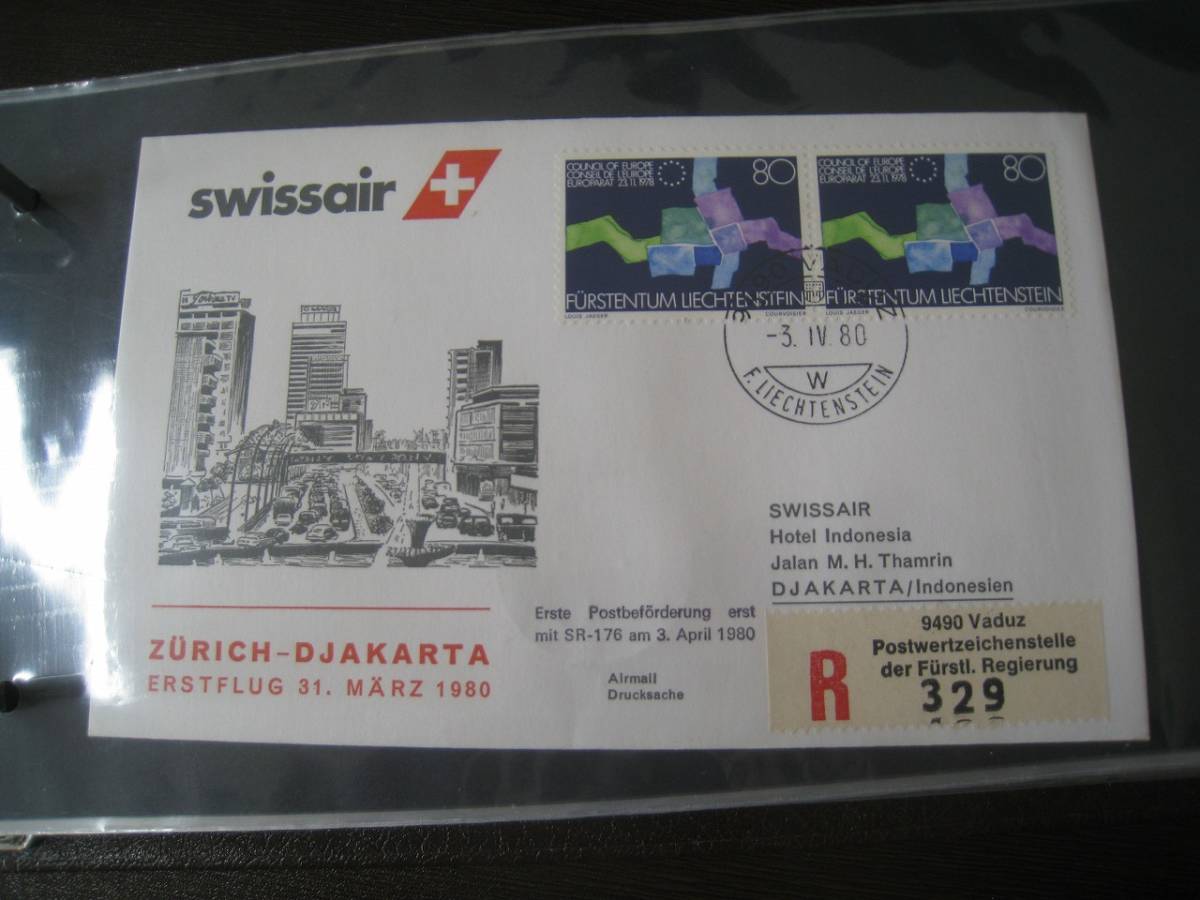 swissair
COUNCIL OF EUROPE
CONSEIL DE L'EUROPE
EUROPARAT 23.11.1978
80
FÜRSTENTUM LIECHTENSTEIN
LOUIS JAEGER COURVOISIER
COUNCIL OF EUROPE
CONSEIL DE L'EUROPE
EUROPARAT 23.11.1978
80
FÜRSTENTUM LIECHTENSTEIN
LOUIS JAEGER COURVOISIER
-3. IV. 80
W
F. LIECHTENSTEIN
SWISSAIR
Hotel Indonesia
Jalan M. H. Thamrin
DJAKARTA/Indonesien
Erste Postbeförderung erst
mit SR-176 am 3. April 1980
Airmail
Drucksache
ZÜRICH-DJAKARTA
ERSTFLUG 31. MÄRZ 1980
9490 Vaduz
Postwertzeichenstelle
der Fürstl. Regierung
R
329